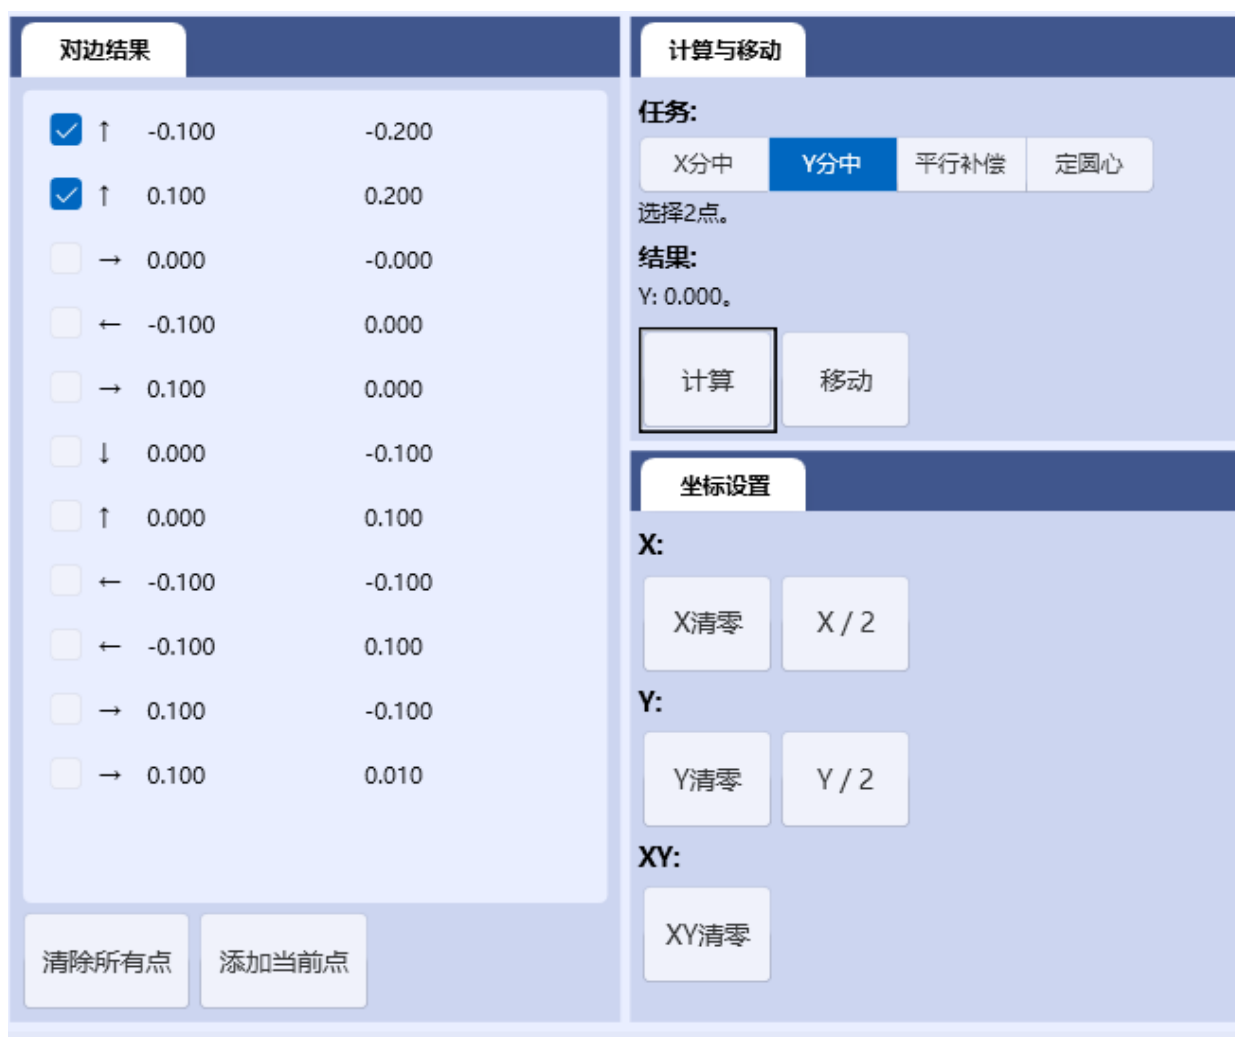 对边结果
↑ -0.100 -0.200
↑ 0.100 0.200
→ 0.000 -0.000
← -0.100 0.000
→ 0.100 0.000
↓ 0.000 -0.100
↑ 0.000 0.100
← -0.100 -0.100
← -0.100 0.100
→ 0.100 -0.100
→ 0.100 0.010
清除所有点 添加当前点
计算与移动
任务:
X分中 Y分中 平行补偿 定圆心
选择2点。
结果:
Y: 0.000。
计算 移动
坐标设置
X:
X清零 X / 2
Y:
Y清零 Y / 2
XY:
XY清零